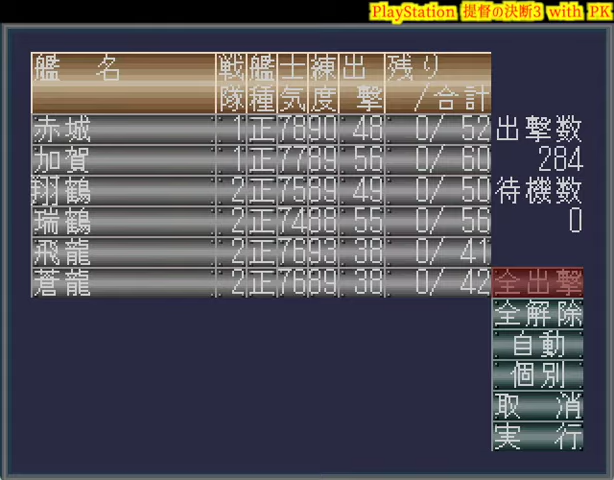 PlayStation 提督の決断3 with PK
艦 名 戦隊 艦種 士気 練度 出撃 残り/合計
赤城 1 正 78 90 48 0/ 52
加賀 1 正 77 89 56 0/ 60
翔鶴 2 正 75 89 49 0/ 50
瑞鶴 2 正 74 88 55 0/ 56
飛龍 2 正 76 93 38 0/ 41
蒼龍 2 正 76 89 38 0/ 42
出撃数
284
待機数
0
全出撃
全解除
自動
個別
取 消
実 行